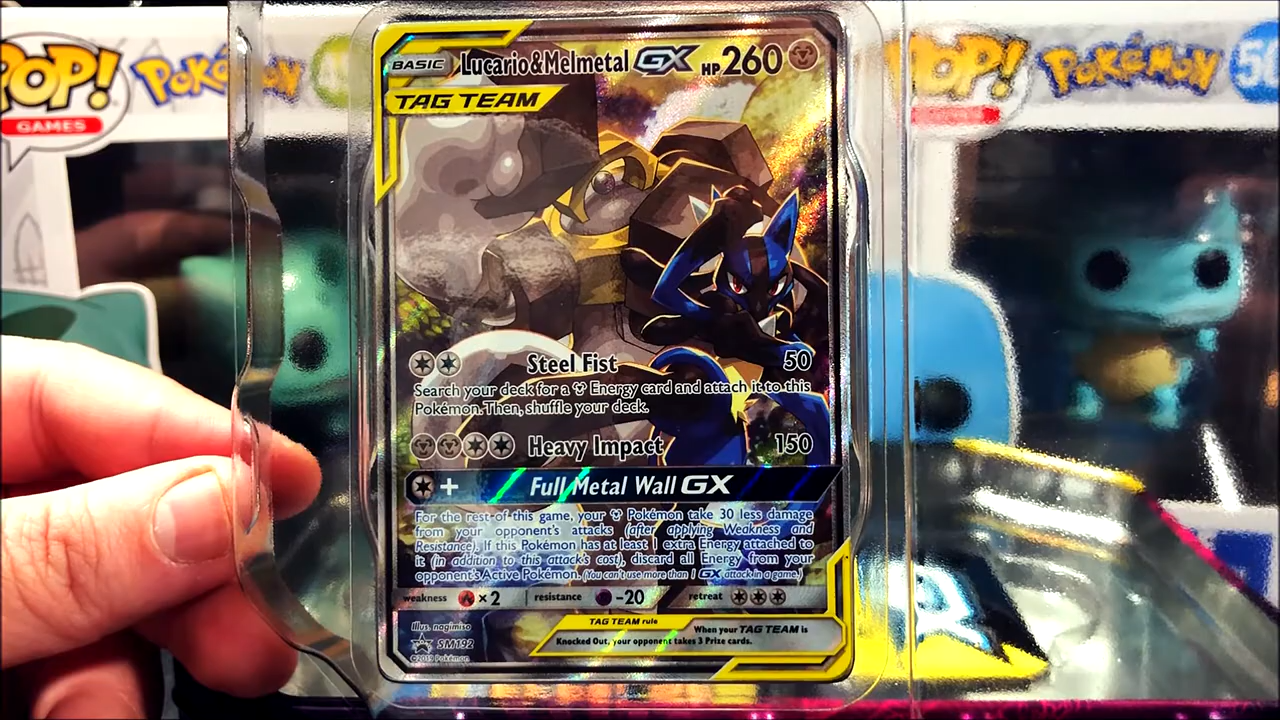 POP!
GAMES
Pokémon
POP!
Pokémon
BASIC Lucario&Melmetal GX HP260
TAG TEAM
Steel Fist 50
Search your deck for a Energy card and attach it to this
Pokémon. Then, shuffle your deck.
Heavy Impact 150
+ Full Metal Wall GX
For the rest of this game, your Pokémon take 30 less damage
from your opponent's attacks (after applying Weakness and
Resistance). If this Pokémon has at least 1 extra Energy attached to
it (in addition to this attack's cost), discard all Energy from your
opponent's Active Pokémon. (You can't use more than 1 GX attack in a game.)
weakness ×2 resistance -20 retreat
TAG TEAM rule When your TAG TEAM is
Knocked Out, your opponent takes 3 Prize cards.
Illus. nagimiso
SM192
©2019 Pokémon